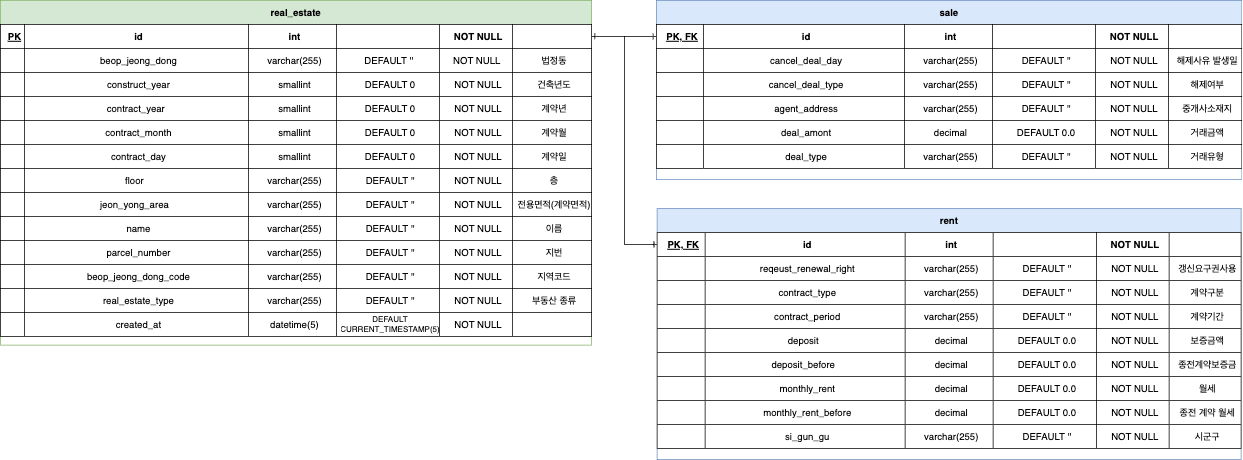 real_estate
PK id int NOT NULL
beop_jeong_dong varchar(255) DEFAULT '' NOT NULL 법정동
construct_year smallint DEFAULT 0 NOT NULL 건축년도
contract_year smallint DEFAULT 0 NOT NULL 계약년
contract_month smallint DEFAULT 0 NOT NULL 계약월
contract_day smallint DEFAULT 0 NOT NULL 계약일
floor varchar(255) DEFAULT '' NOT NULL 층
jeon_yong_area varchar(255) DEFAULT '' NOT NULL 전용면적(계약면적)
name varchar(255) DEFAULT '' NOT NULL 이름
parcel_number varchar(255) DEFAULT '' NOT NULL 지번
beop_jeong_dong_code varchar(255) DEFAULT '' NOT NULL 지역코드
real_estate_type varchar(255) DEFAULT '' NOT NULL 부동산 종류
created_at datetime(5) DEFAULT CURRENT_TIMESTAMP(5) NOT NULL
sale
PK, FK id int NOT NULL
cancel_deal_day varchar(255) DEFAULT '' NOT NULL 해제사유 발생일
cancel_deal_type varchar(255) DEFAULT '' NOT NULL 해제여부
agent_address varchar(255) DEFAULT '' NOT NULL 중개사소재지
deal_amont decimal DEFAULT 0.0 NOT NULL 거래금액
deal_type varchar(255) DEFAULT '' NOT NULL 거래유형
rent
PK, FK id int NOT NULL
reqeust_renewal_right varchar(255) DEFAULT '' NOT NULL 갱신요구권사용
contract_type varchar(255) DEFAULT '' NOT NULL 계약구분
contract_period varchar(255) DEFAULT '' NOT NULL 계약기간
deposit decimal DEFAULT 0.0 NOT NULL 보증금액
deposit_before decimal DEFAULT 0.0 NOT NULL 종전계약보증금
monthly_rent decimal DEFAULT 0.0 NOT NULL 월세
monthly_rent_before decimal DEFAULT 0.0 NOT NULL 종전 계약 월세
si_gun_gu varchar(255) DEFAULT '' NOT NULL 시군구